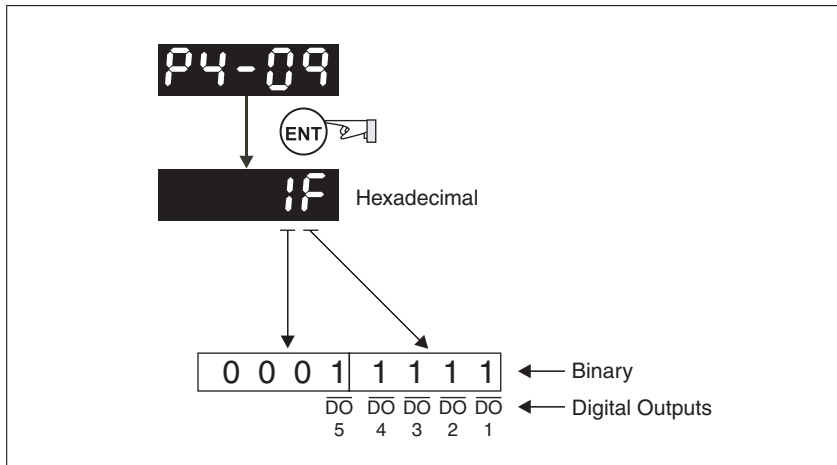 P4-09
ENT
1F Hexadecimal
0 0 0 1 1 1 1 1 Binary
DO DO DO DO DO Digital Outputs
5 4 3 2 1